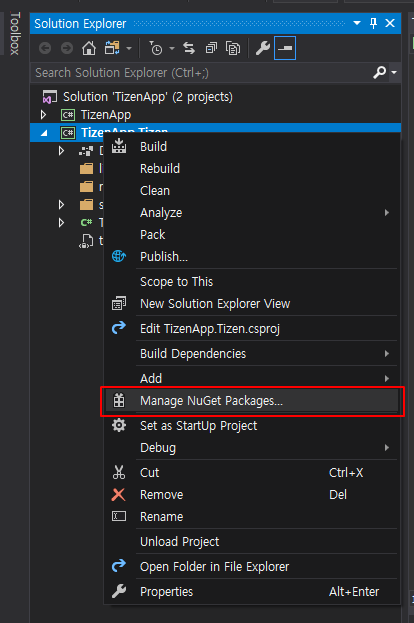 Toolbox
Solution Explorer
Search Solution Explorer (Ctrl+;)
Solution 'TizenApp' (2 projects)
TizenApp
TizenApp.Tizen
Build
Rebuild
Clean
Analyze
Pack
Publish...
Scope to This
New Solution Explorer View
Edit TizenApp.Tizen.csproj
Build Dependencies
Add
Manage NuGet Packages...
Set as StartUp Project
Debug
Cut Ctrl+X
Remove Del
Rename
Unload Project
Open Folder in File Explorer
Properties Alt+Enter